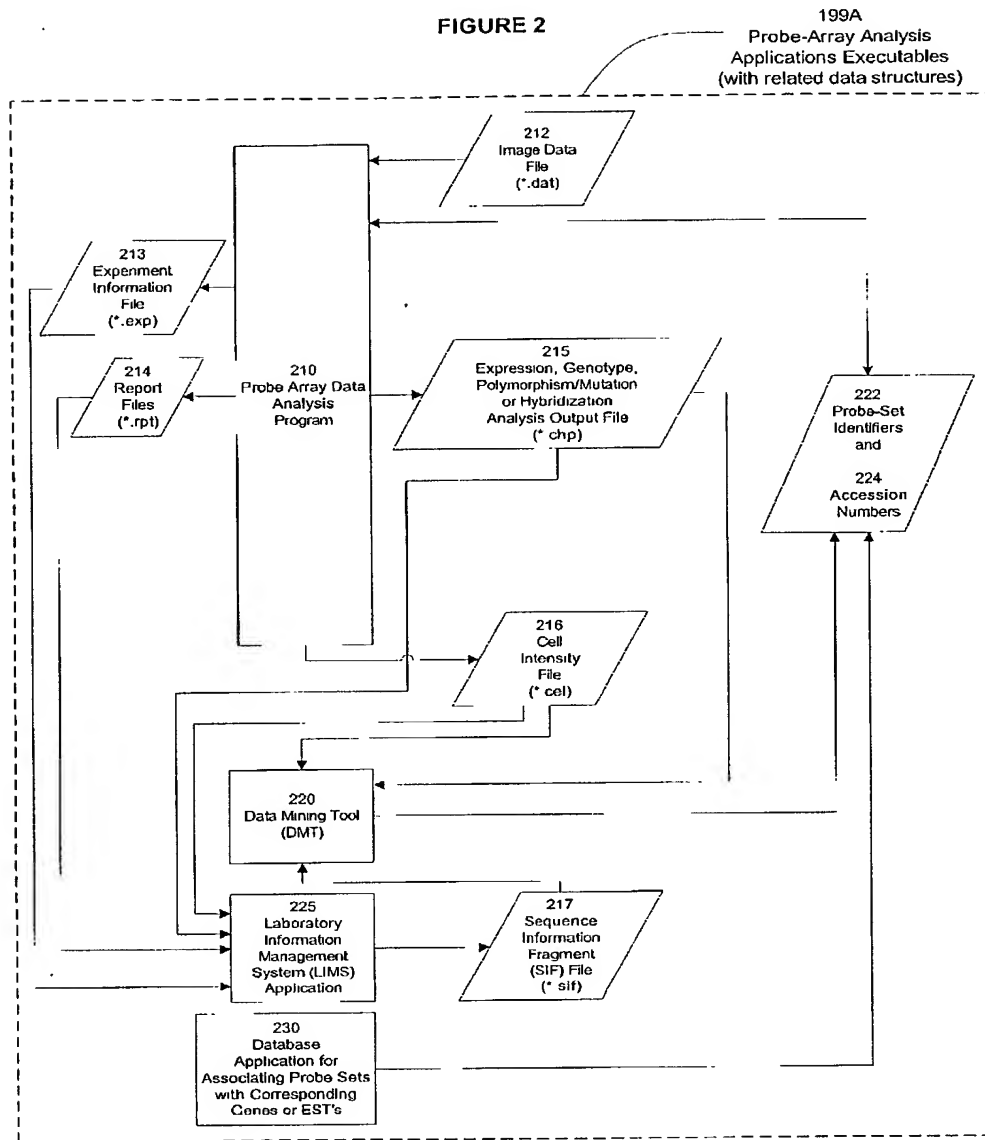 FIGURE 2
199A
Probe-Array Analysis
Applications Executables
(with related data structures)
212
Image Data
File
(*.dat)
213
Experiment
Information
File
(*.exp)
214
Report
Files
(*.rpt)
210
Probe Array Data
Analysis
Program
215
Expression, Genotype,
Polymorphism/Mutation
or Hybridization
Analysis Output File
(* chp)
222
Probe-Set
Identifiers
and
224
Accession
Numbers
216
Cell
Intensity
File
(* cel)
220
Data Mining Tool
(DMT)
225
Laboratory
Information
Management
System (LIMS)
Application
217
Sequence
Information
Fragment
(SIF) File
(* sif)
230
Database
Application for
Associating Probe Sets
with Corresponding
Genes or EST's